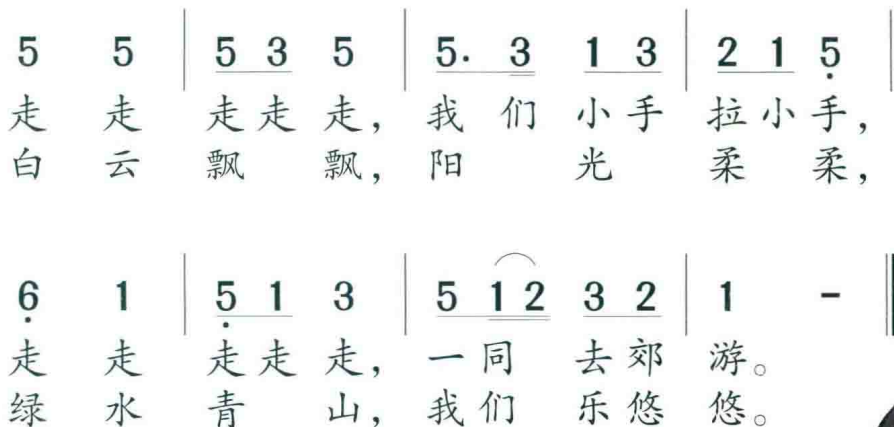 5 5 | 5 3 5 | 5. 3 1 3 | 2 1 5̣ |
走 走 走 走 走， 我 们 小 手 拉 小 手，
白 云 飘 飘， 阳 光 柔 柔，
6̣ 1 | 5̣ 1 3 | 5 1 2 3 2 | 1 - ‖
走 走 走 走 走， 一 同 去 郊 游。
绿 水 青 山， 我 们 乐 悠 悠。